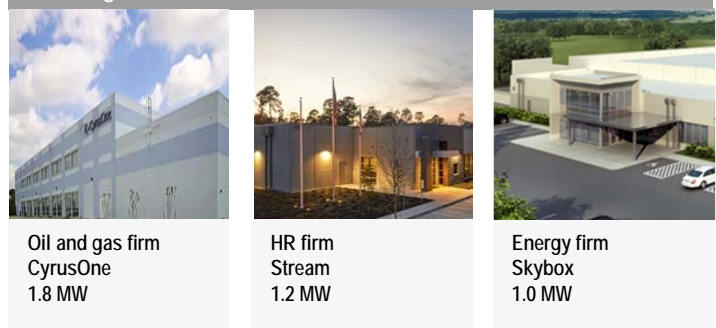 CyrusOne
Oil and gas firm
CyrusOne
1.8 MW
HR firm
Stream
1.2 MW
Energy firm
Skybox
1.0 MW